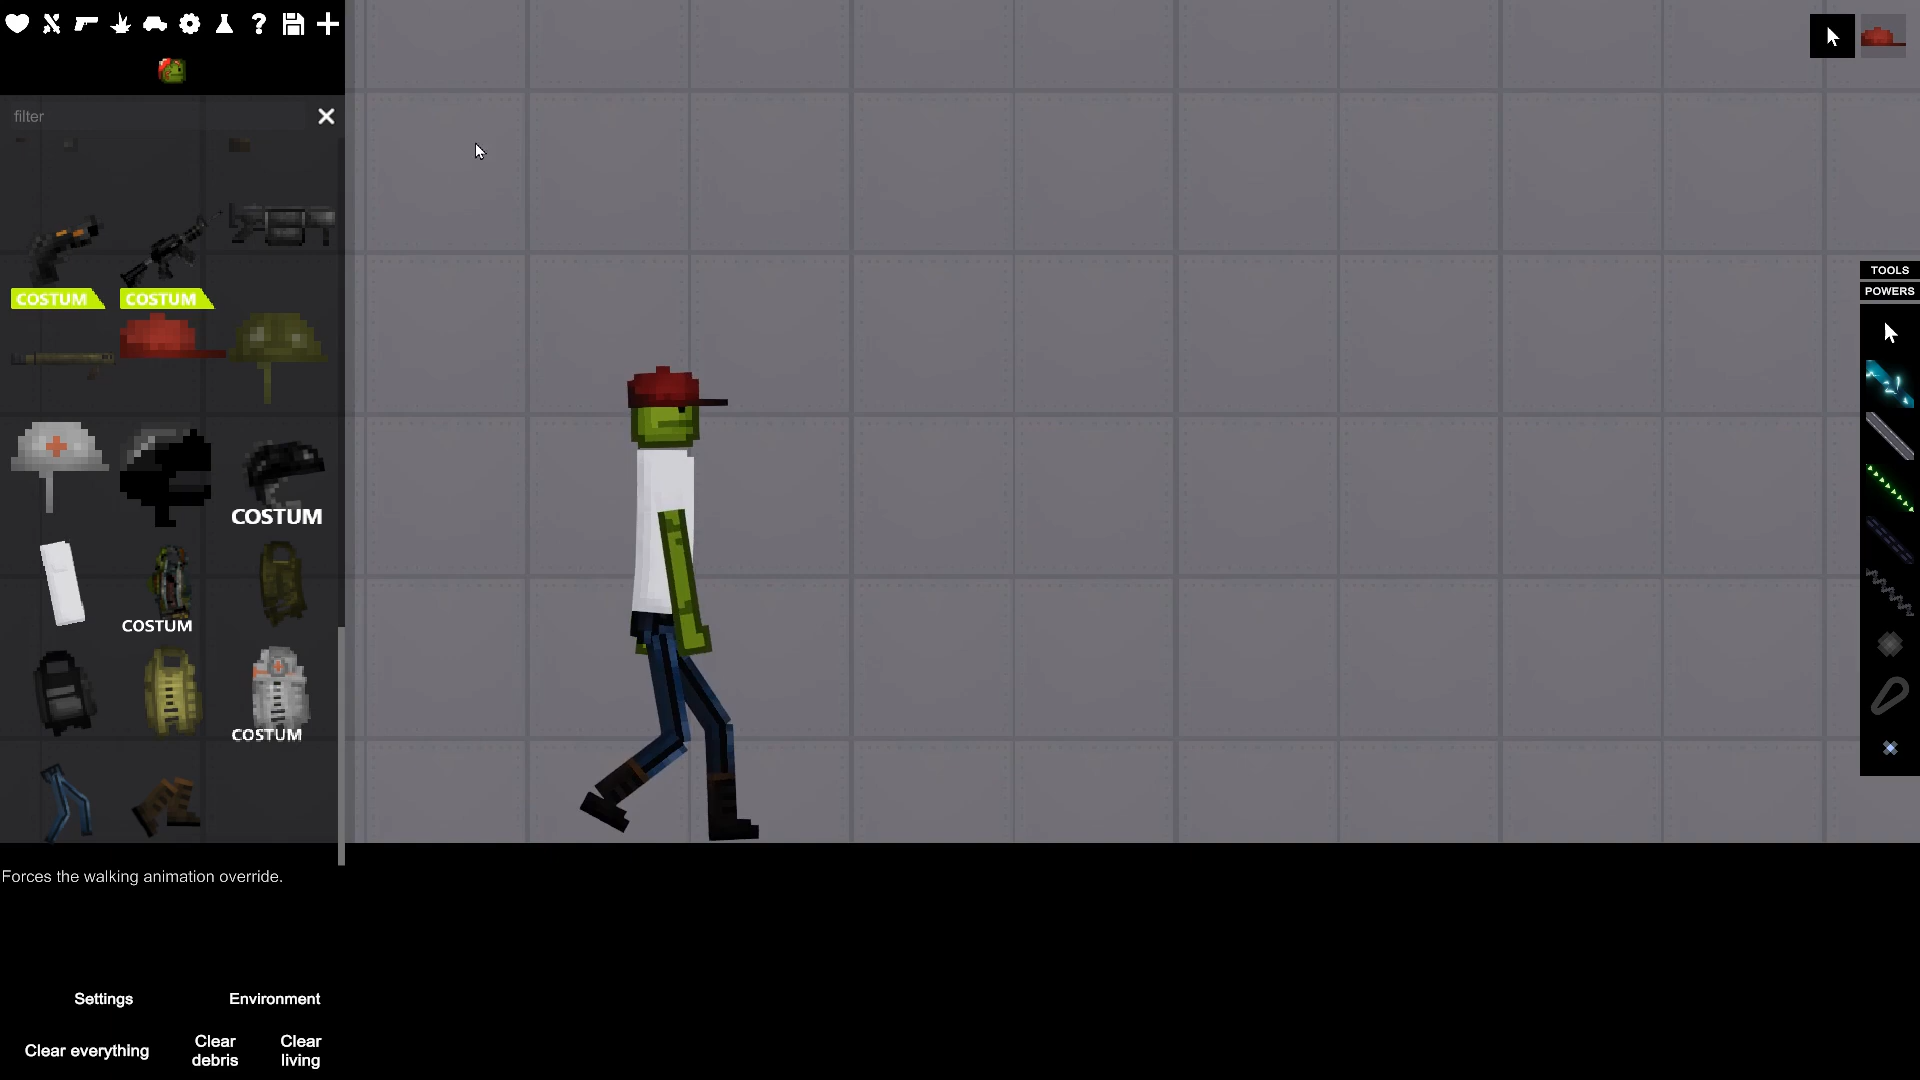 filter
COSTUM COSTUM
COSTUM
COSTUM
COSTUM
TOOLS
POWERS
Forces the walking animation override.
Settings Environment
Clear everything Clear debris Clear living